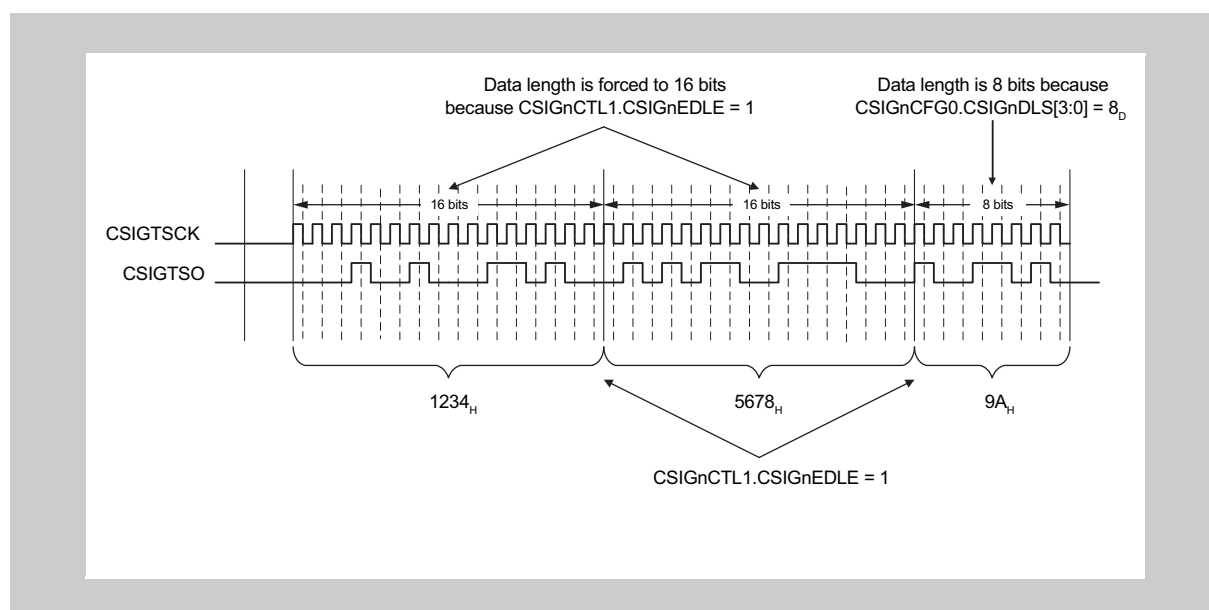 Data length is forced to 16 bits
because CSIGnCTL1.CSIGnEDLE = 1
Data length is 8 bits because
CSIGnCFG0.CSIGnDLS[3:0] = 8D
16 bits
16 bits
8 bits
CSIGTSCK
CSIGTSO
1234H
5678H
9AH
CSIGnCTL1.CSIGnEDLE = 1